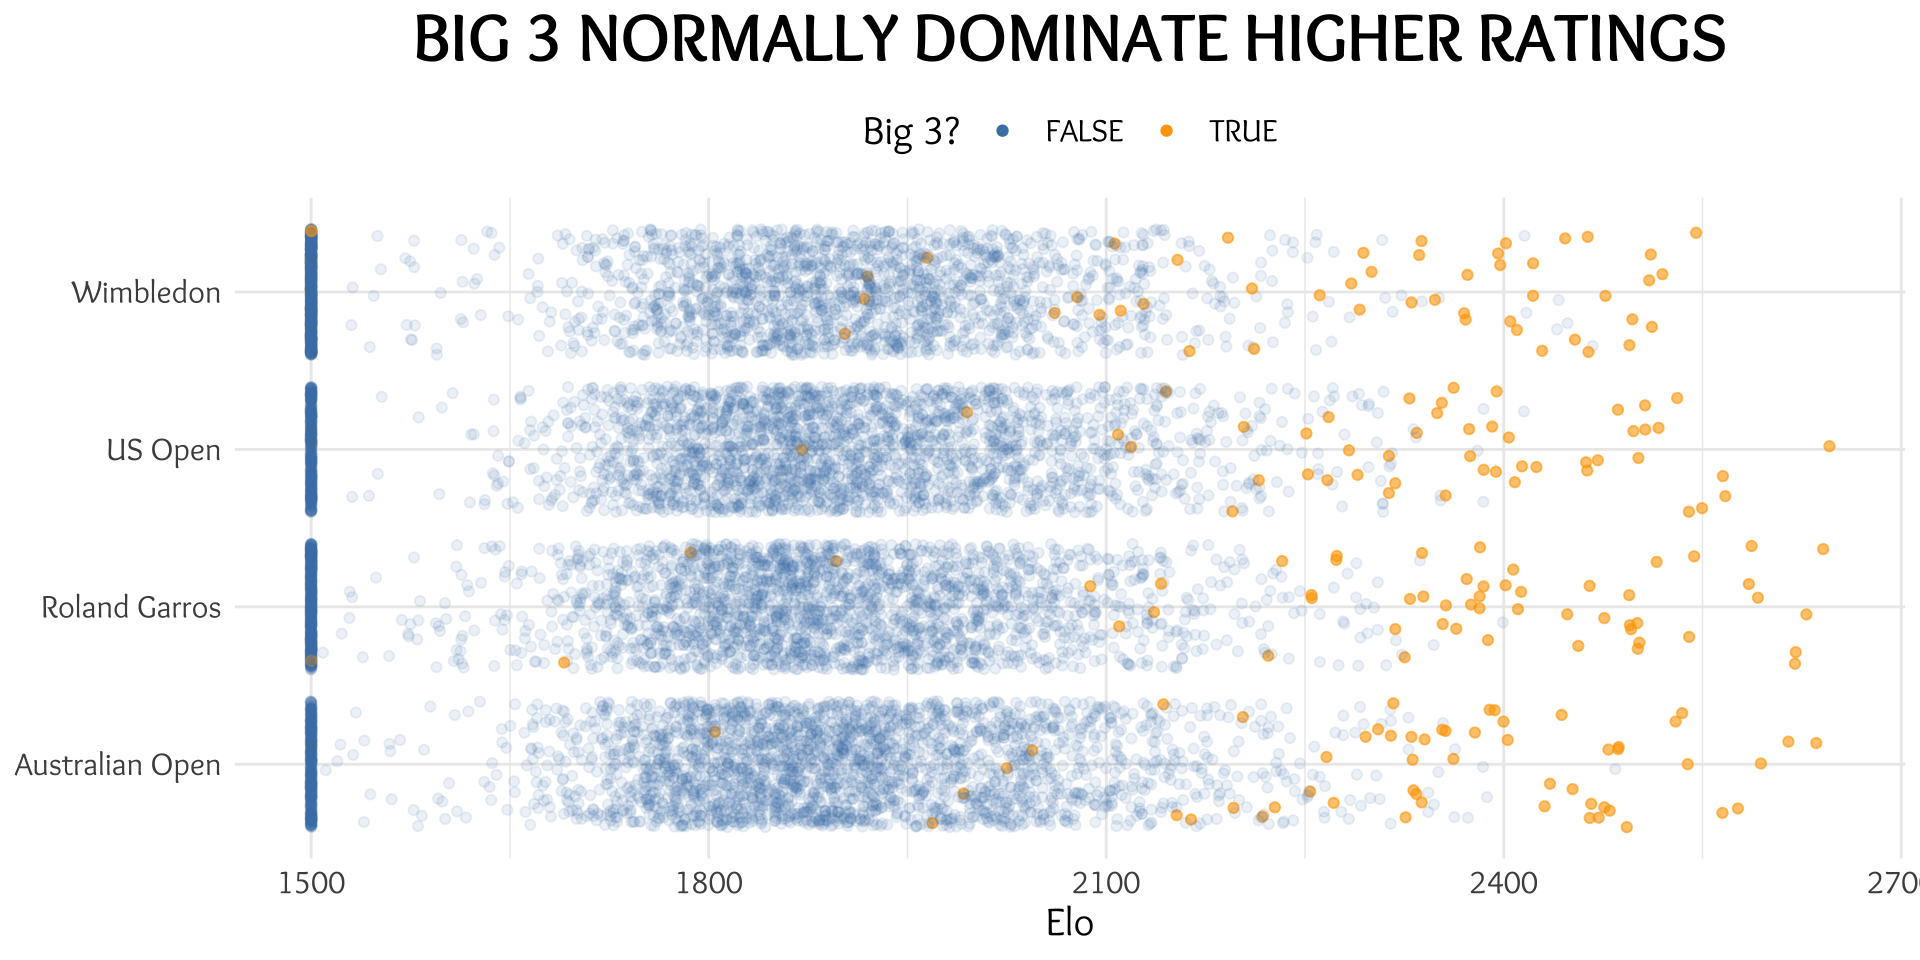 BIG 3 NORMALLY DOMINATE HIGHER RATINGS
Big 3? FALSE TRUE
Wimbledon
US Open
Roland Garros
Australian Open
1500 1800 2100 2400
Elo